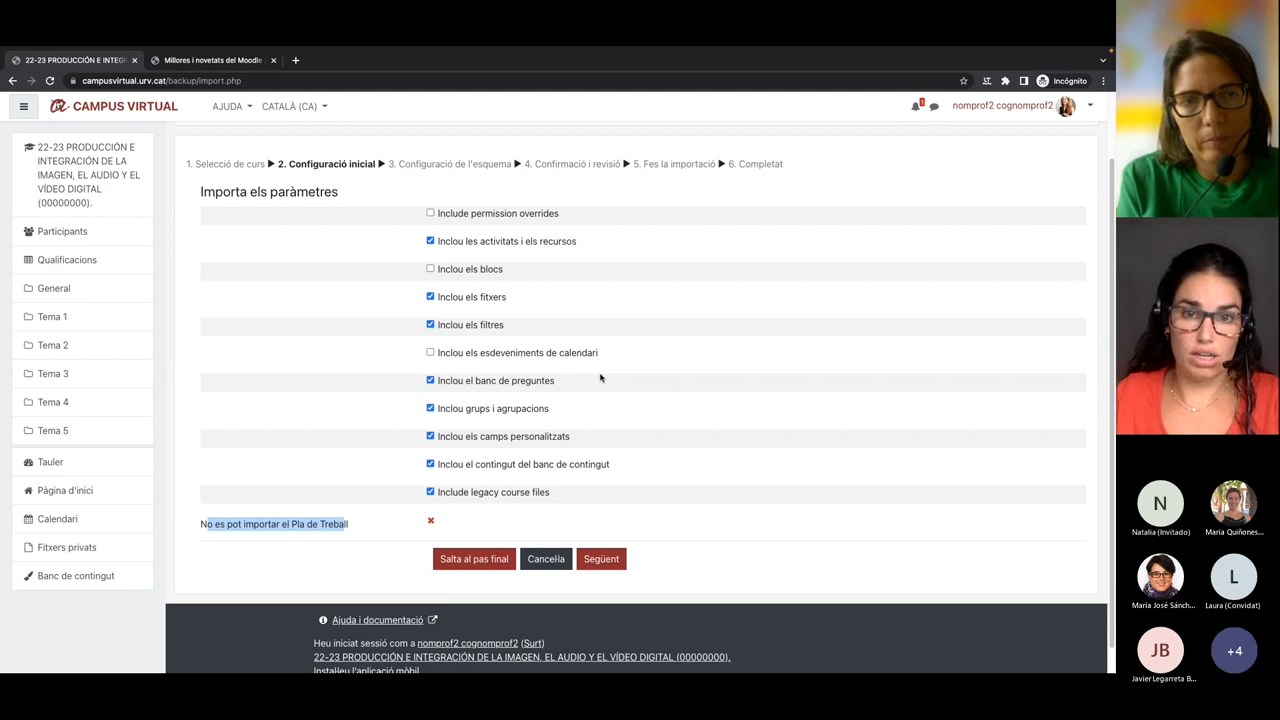 22-23 PRODUCCIÓN E INTEG
Millores i novetats del Moodle
campusvirtual.urv.cat/backup/import.php
Incógnito
CAMPUS VIRTUAL
AJUDA
CATALÀ (CA)
1
nomprof2 cognomprof2
22-23 PRODUCCIÓN E
INTEGRACIÓN DE LA
IMAGEN, EL AUDIO Y EL
VÍDEO DIGITAL
(00000000).
Participants
Qualificacions
General
Tema 1
Tema 2
Tema 3
Tema 4
Tema 5
Tauler
Pàgina d'inici
Calendari
Fitxers privats
Banc de contingut
1. Selecció de curs ► 2. Configuració inicial ► 3. Configuració de l'esquema ► 4. Confirmació i revisió ► 5. Fes la importació ► 6. Completat
Importa els paràmetres
Include permission overrides
Inclou les activitats i els recursos
Inclou els blocs
Inclou els fitxers
Inclou els filtres
Inclou els esdeveniments de calendari
Inclou el banc de preguntes
Inclou grups i agrupacions
Inclou els camps personalitzats
Inclou el contingut del banc de contingut
Include legacy course files
No es pot importar el Pla de Treball
Salta al pas final
Cancel·la
Següent
Ajuda i documentació
Heu iniciat sessió com a nomprof2 cognomprof2 (Surt)
22-23 PRODUCCIÓN E INTEGRACIÓN DE LA IMAGEN, EL AUDIO Y EL VÍDEO DIGITAL (00000000).
Instal·leu l'aplicació mòbil
N
Natalia (Invitado)
Maria Quiñones...
María José Sánch...
L
Laura (Convidat)
JB
Javier Legarreta B...
+4